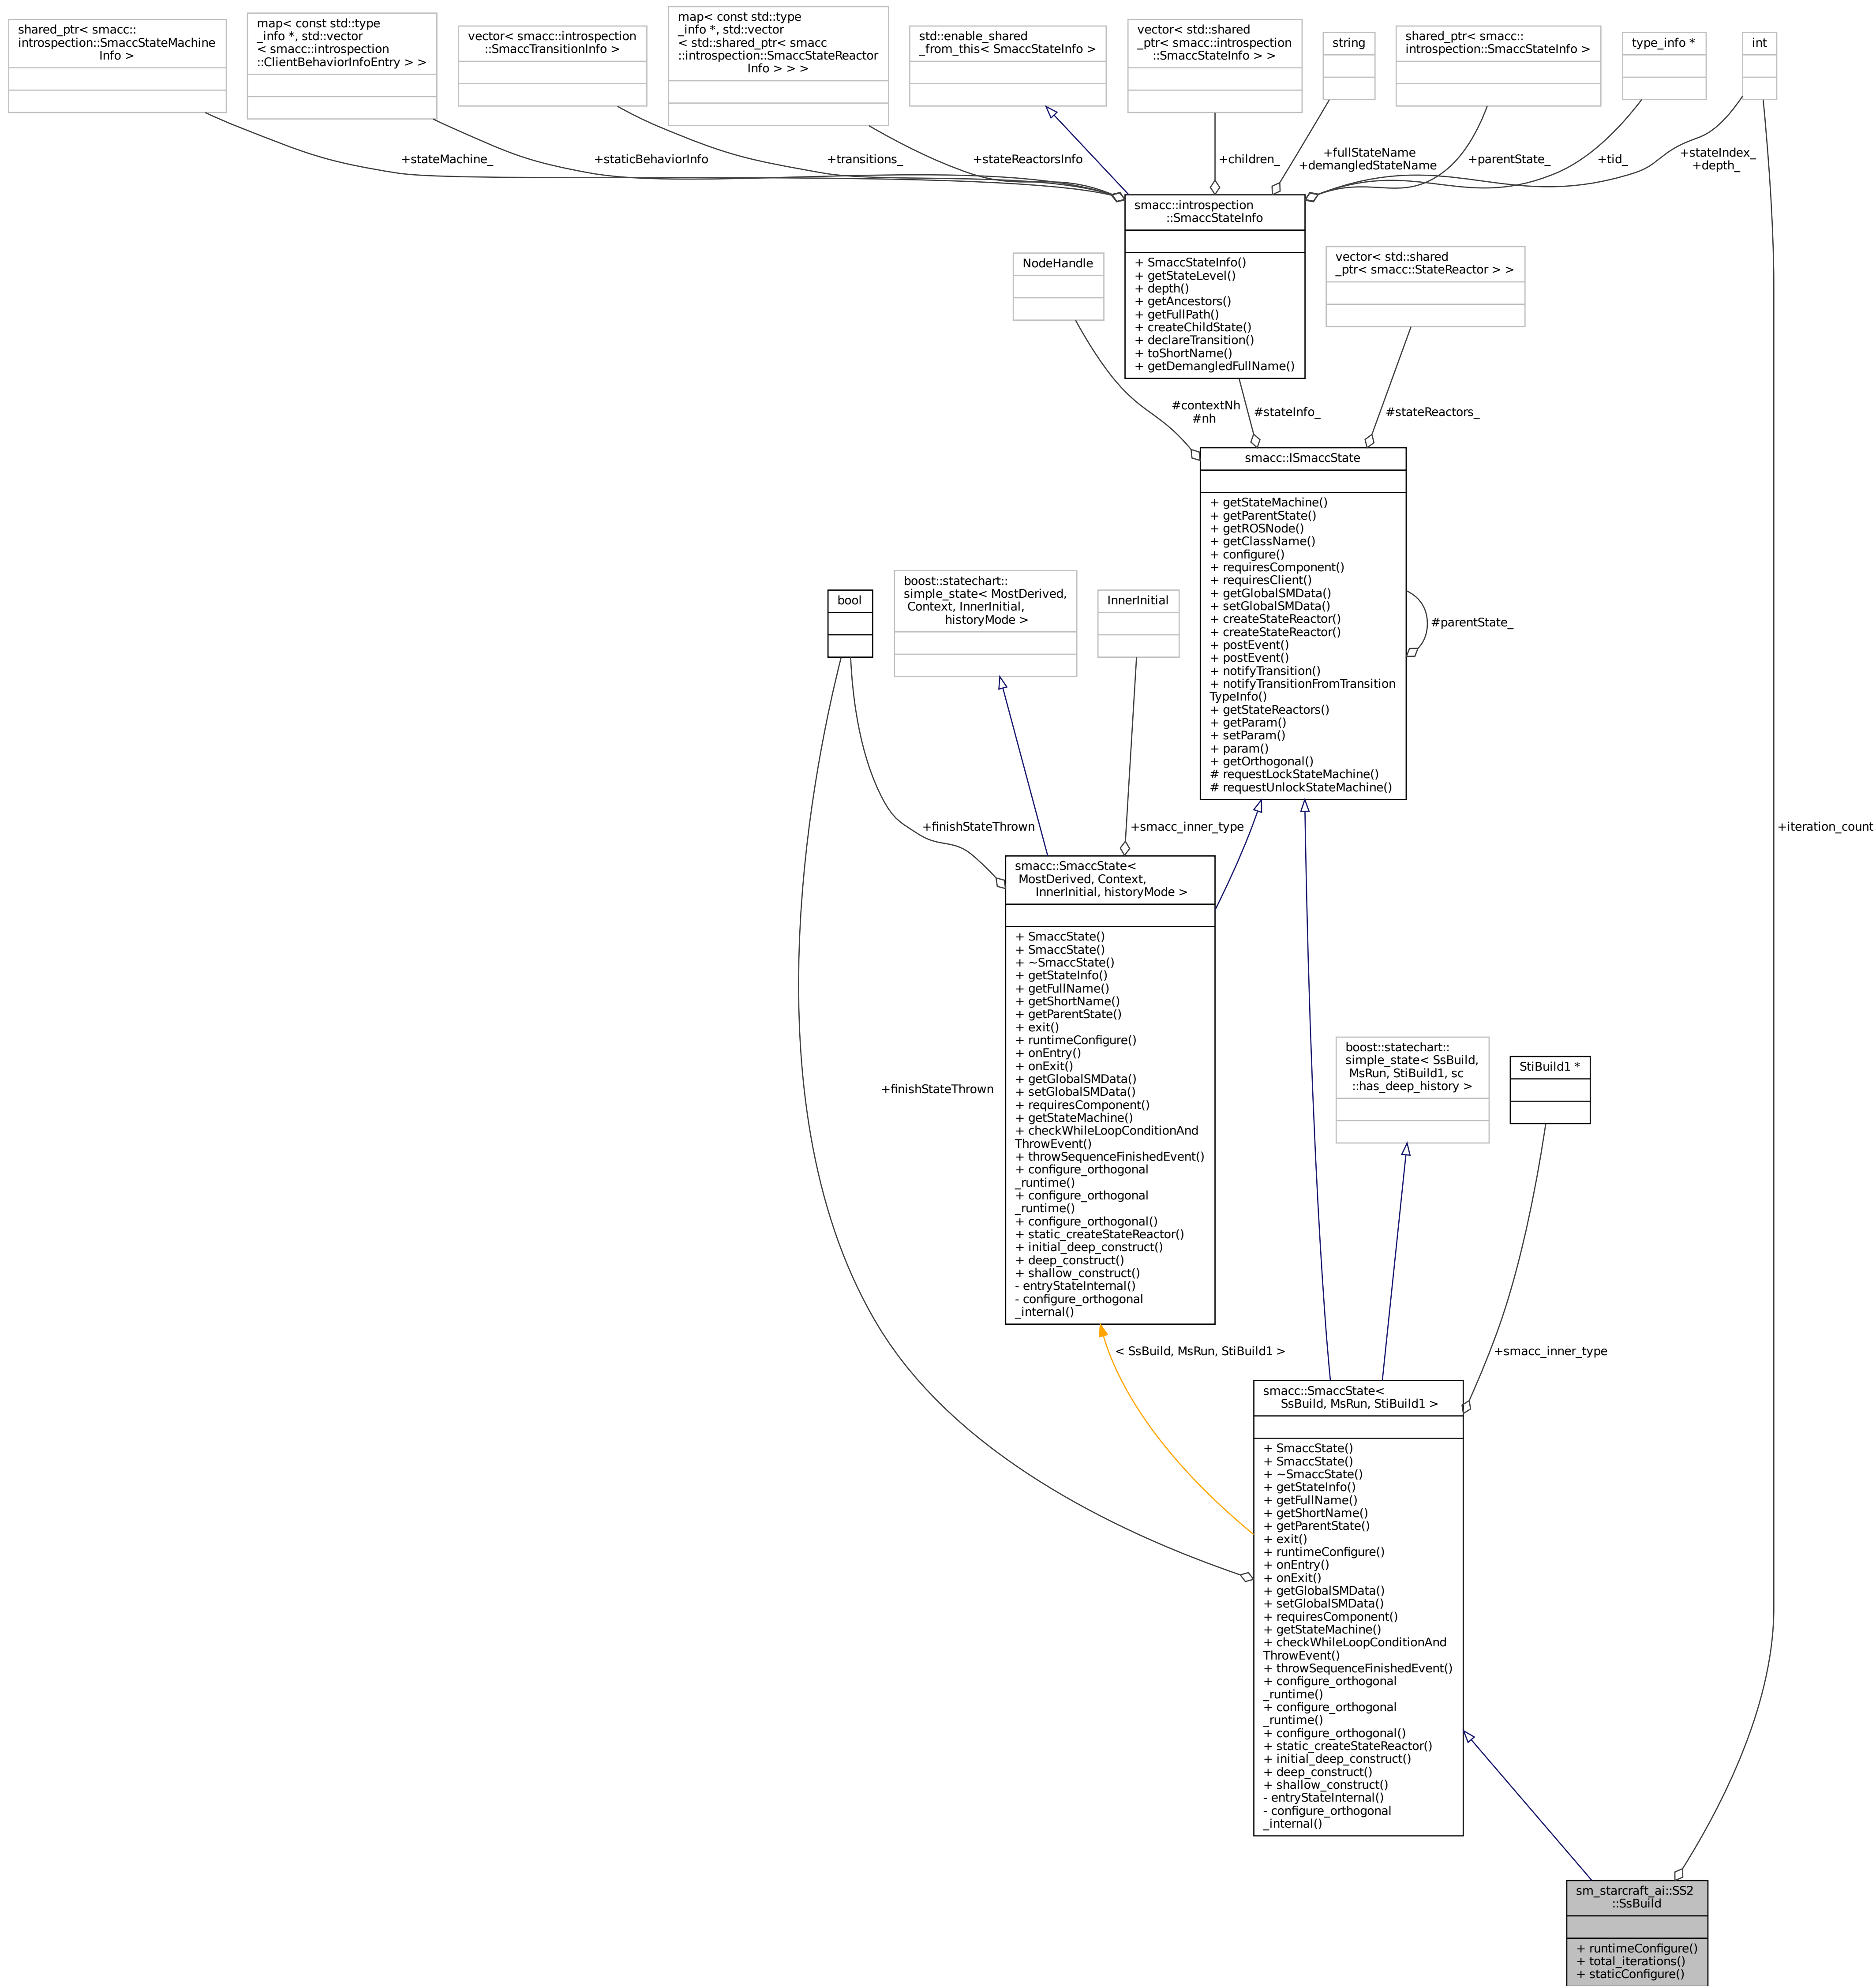 shared_ptr< smacc::
introspection::SmaccStateMachine
Info >
map< const std::type
_info *, std::vector
< smacc::introspection
::ClientBehaviorInfoEntry > >
vector< smacc::introspection
::SmaccTransitionInfo >
map< const std::type
_info *, std::vector
< std::shared_ptr< smacc
::introspection::SmaccStateReactor
Info > > >
std::enable_shared
_from_this< SmaccStateInfo >
vector< std::shared
_ptr< smacc::introspection
::SmaccStateInfo > >
string
shared_ptr< smacc::
introspection::SmaccStateInfo >
type_info *
int
+stateMachine_
+staticBehaviorInfo
+transitions_
+stateReactorsInfo
+children_
+fullStateName
+demangledStateName
+parentState_
+tid_
+stateIndex_
+depth_
smacc::introspection
::SmaccStateInfo
+ SmaccStateInfo()
+ getStateLevel()
+ depth()
+ getAncestors()
+ getFullPath()
+ createChildState()
+ declareTransition()
+ toShortName()
+ getDemangledFullName()
NodeHandle
vector< std::shared
_ptr< smacc::StateReactor > >
#contextNh
#nh
#stateInfo_
#stateReactors_
smacc::ISmaccState
+ getStateMachine()
+ getParentState()
+ getROSNode()
+ getClassName()
+ configure()
+ requiresComponent()
+ requiresClient()
+ getGlobalSMData()
+ setGlobalSMData()
+ createStateReactor()
+ createStateReactor()
+ postEvent()
+ postEvent()
+ notifyTransition()
+ notifyTransitionFromTransition
TypeInfo()
+ getStateReactors()
+ getParam()
+ setParam()
+ param()
+ getOrthogonal()
# requestLockStateMachine()
# requestUnlockStateMachine()
#parentState_
bool
boost::statechart::
simple_state< MostDerived,
Context, InnerInitial,
historyMode >
InnerInitial
+finishStateThrown
+smacc_inner_type
+iteration_count
smacc::SmaccState<
MostDerived, Context,
InnerInitial, historyMode >
+ SmaccState()
+ SmaccState()
+ ~SmaccState()
+ getStateInfo()
+ getFullName()
+ getShortName()
+ getParentState()
+ exit()
+ runtimeConfigure()
+ onEntry()
+ onExit()
+ getGlobalSMData()
+ setGlobalSMData()
+ requiresComponent()
+ getStateMachine()
+ checkWhileLoopConditionAnd
ThrowEvent()
+ throwSequenceFinishedEvent()
+ configure_orthogonal
_runtime()
+ configure_orthogonal
_runtime()
+ configure_orthogonal()
+ static_createStateReactor()
+ initial_deep_construct()
+ deep_construct()
+ shallow_construct()
- entryStateInternal()
- configure_orthogonal
_internal()
+finishStateThrown
boost::statechart::
simple_state< SsBuild,
MsRun, StiBuild1, sc
::has_deep_history >
StiBuild1 *
< SsBuild, MsRun, StiBuild1 >
+smacc_inner_type
smacc::SmaccState<
SsBuild, MsRun, StiBuild1 >
+ SmaccState()
+ SmaccState()
+ ~SmaccState()
+ getStateInfo()
+ getFullName()
+ getShortName()
+ getParentState()
+ exit()
+ runtimeConfigure()
+ onEntry()
+ onExit()
+ getGlobalSMData()
+ setGlobalSMData()
+ requiresComponent()
+ getStateMachine()
+ checkWhileLoopConditionAnd
ThrowEvent()
+ throwSequenceFinishedEvent()
+ configure_orthogonal
_runtime()
+ configure_orthogonal
_runtime()
+ configure_orthogonal()
+ static_createStateReactor()
+ initial_deep_construct()
+ deep_construct()
+ shallow_construct()
- entryStateInternal()
- configure_orthogonal
_internal()
sm_starcraft_ai::SS2
::SsBuild
+ runtimeConfigure()
+ total_iterations()
+ staticConfigure()